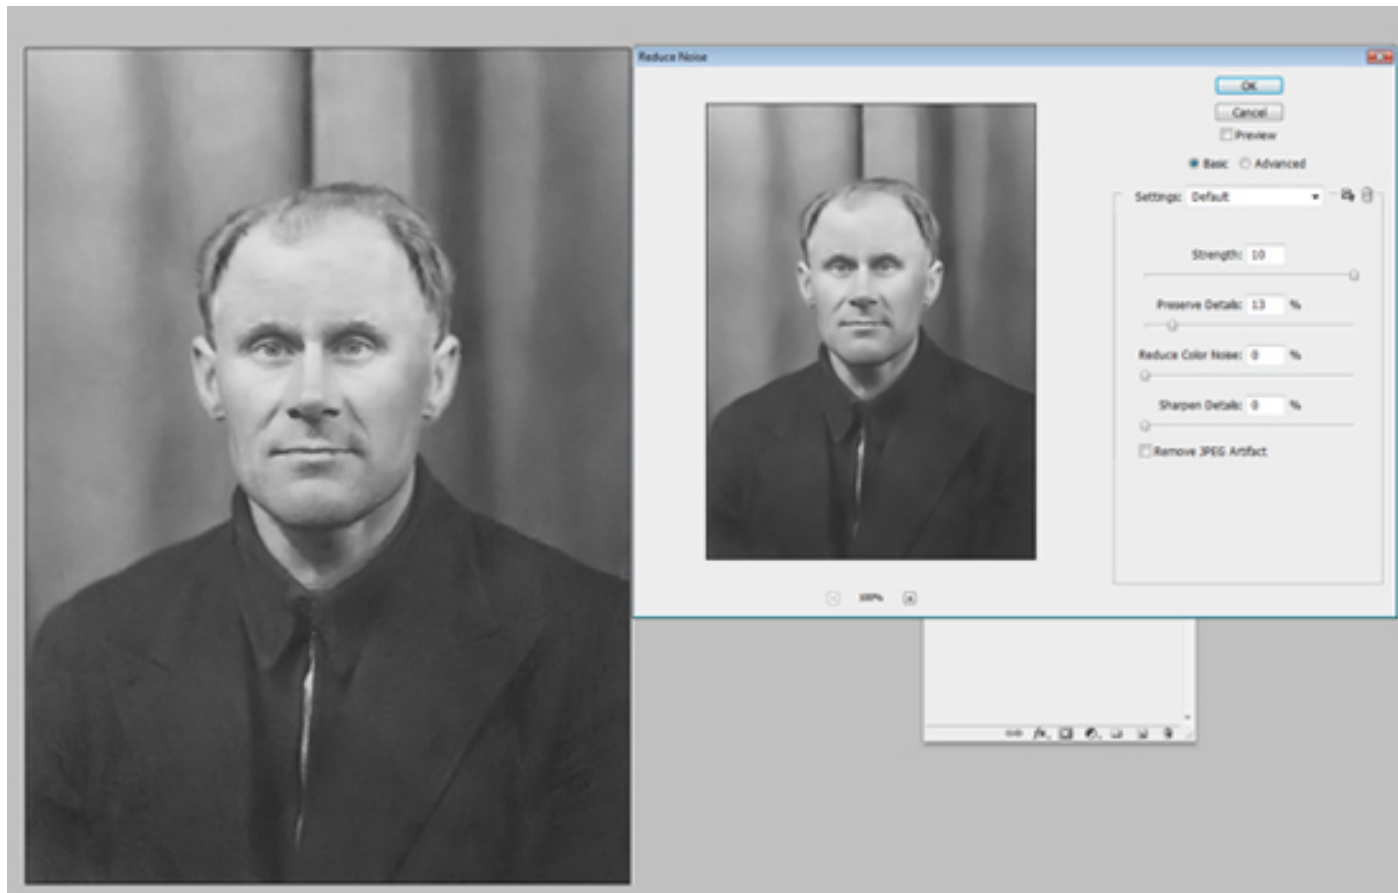 Reduce Noise
OK
Cancel
Preview
Basic Advanced
Settings: Default
Strength: 10
Preserve Details: 13 %
Reduce Color Noise: 0 %
Sharpen Details: 0 %
Remove JPEG Artifact
100%
fx.